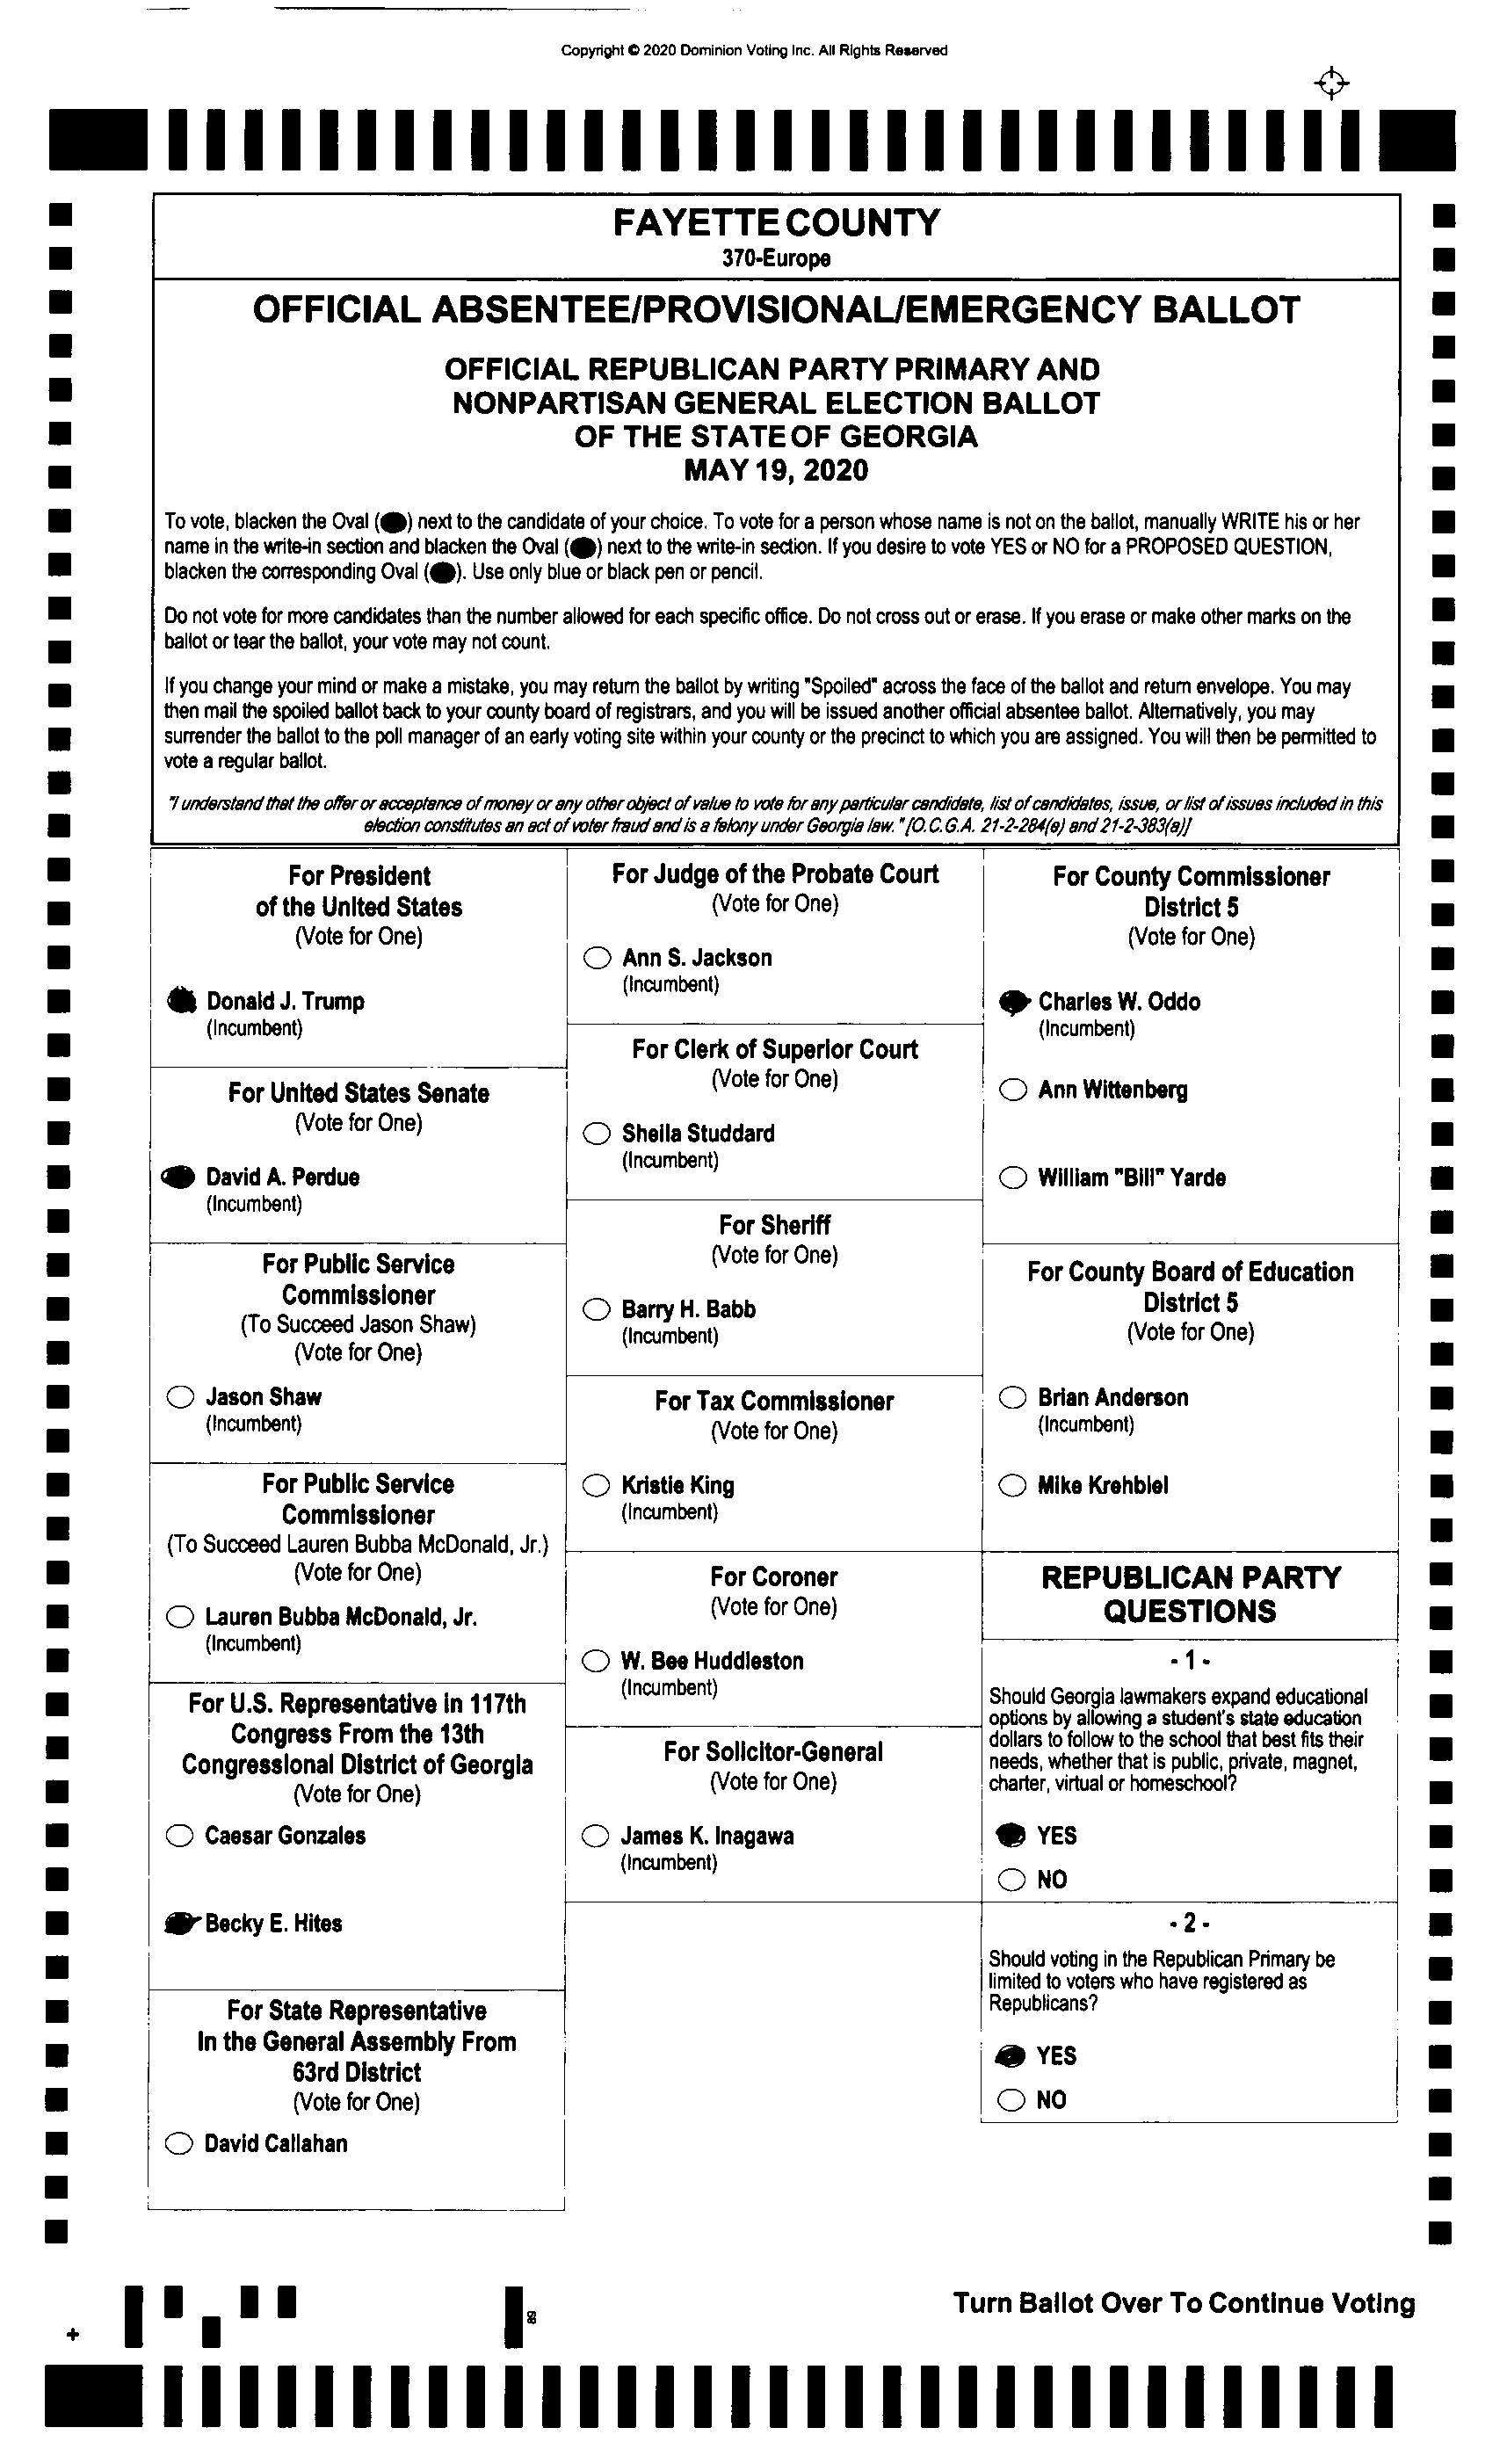 Copyright © 2020 Dominion Voting Inc. All Rights Reserved
FAYETTE COUNTY
370-Europe
OFFICIAL ABSENTEE/PROVISIONAL/EMERGENCY BALLOT
OFFICIAL REPUBLICAN PARTY PRIMARY AND
NONPARTISAN GENERAL ELECTION BALLOT
OF THE STATE OF GEORGIA
MAY 19, 2020
To vote, blacken the Oval ( ) next to the candidate of your choice. To vote for a person whose name is not on the ballot, manually WRITE his or her
name in the write-in section and blacken the Oval ( ) next to the write-in section. If you desire to vote YES or NO for a PROPOSED QUESTION,
blacken the corresponding Oval ( ). Use only blue or black pen or pencil.
Do not vote for more candidates than the number allowed for each specific office. Do not cross out or erase. If you erase or make other marks on the
ballot or tear the ballot, your vote may not count.
If you change your mind or make a mistake, you may return the ballot by writing "Spoiled" across the face of the ballot and return envelope. You may
then mail the spoiled ballot back to your county board of registrars, and you will be issued another official absentee ballot. Alternatively, you may
surrender the ballot to the poll manager of an early voting site within your county or the precinct to which you are assigned. You will then be permitted to
vote a regular ballot.
"I understand that the offer or acceptance of money or any other object of value to vote for any particular candidate, list of candidates, issue, or list of issues included in this
election constitutes an act of voter fraud and is a felony under Georgia law." [O.C.G.A. 21-2-284(e) and 21-2-383(a)]
For President
of the United States
(Vote for One)
Donald J. Trump
(Incumbent)
For United States Senate
(Vote for One)
David A. Perdue
(Incumbent)
For Public Service
Commissioner
(To Succeed Jason Shaw)
(Vote for One)
Jason Shaw
(Incumbent)
For Public Service
Commissioner
(To Succeed Lauren Bubba McDonald, Jr.)
(Vote for One)
Lauren Bubba McDonald, Jr.
(Incumbent)
For U.S. Representative in 117th
Congress From the 13th
Congressional District of Georgia
(Vote for One)
Caesar Gonzales
Becky E. Hites
For State Representative
In the General Assembly From
63rd District
(Vote for One)
David Callahan
For Judge of the Probate Court
(Vote for One)
Ann S. Jackson
(Incumbent)
For Clerk of Superior Court
(Vote for One)
Sheila Studdard
(Incumbent)
For Sheriff
(Vote for One)
Barry H. Babb
(Incumbent)
For Tax Commissioner
(Vote for One)
Kristie King
(Incumbent)
For Coroner
(Vote for One)
W. Bee Huddleston
(Incumbent)
For Solicitor-General
(Vote for One)
James K. Inagawa
(Incumbent)
For County Commissioner
District 5
(Vote for One)
Charles W. Oddo
(Incumbent)
Ann Wittenberg
William "Bill" Yarde
For County Board of Education
District 5
(Vote for One)
Brian Anderson
(Incumbent)
Mike Krehbiel
REPUBLICAN PARTY
QUESTIONS
- 1 -
Should Georgia lawmakers expand educational
options by allowing a student's state education
dollars to follow to the school that best fits their
needs, whether that is public, private, magnet,
charter, virtual or homeschool?
YES
NO
- 2 -
Should voting in the Republican Primary be
limited to voters who have registered as
Republicans?
YES
NO
Turn Ballot Over To Continue Voting